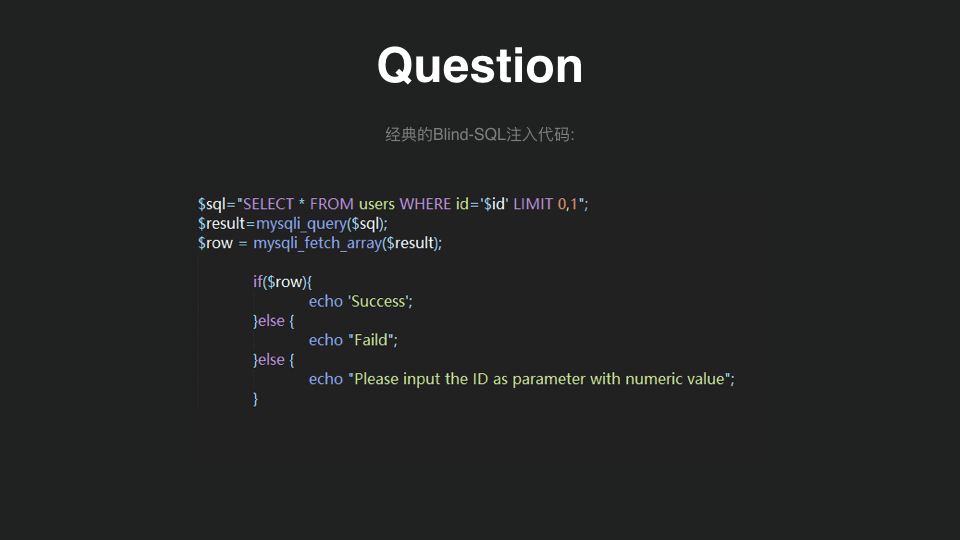 Question
经典的Blind-SQL注入代码:
$sql="SELECT * FROM users WHERE id='$id' LIMIT 0,1";
$result=mysqli_query($sql);
$row = mysqli_fetch_array($result);
if($row){
echo 'Success';
}else {
echo "Faild";
}else {
echo "Please input the ID as parameter with numeric value";
}